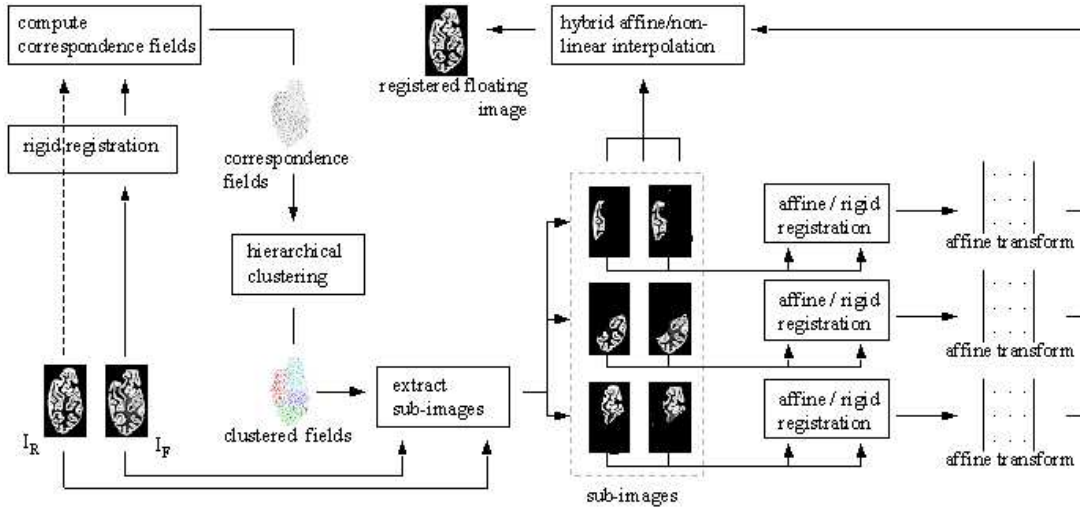 compute
correspondence fields
hybrid affine/non-
linear interpolation
registered floating
image
rigid registration
correspondence
fields
affine / rigid
registration
affine transform
hierarchical
clustering
affine / rigid
registration
affine transform
extract
sub-images
affine / rigid
registration
clustered fields
I_R
I_F
affine transform
sub-images